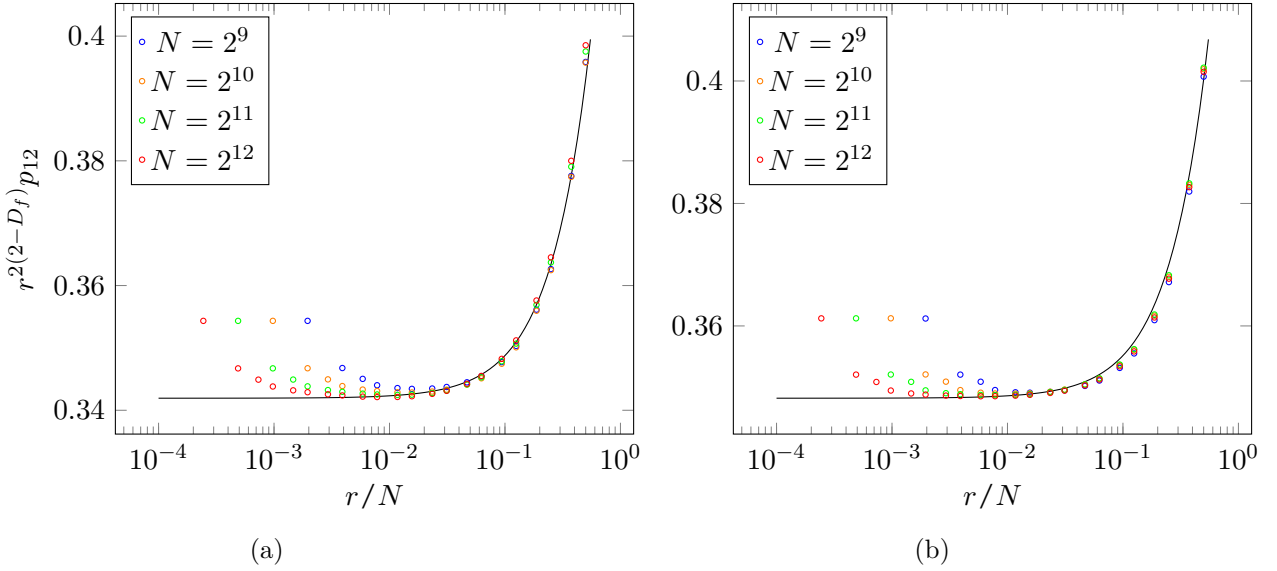 0.4
0.38
0.36
0.34
r^{2(2−D_f)}p_{12}
N = 2^9
N = 2^{10}
N = 2^{11}
N = 2^{12}
10^{−4}
10^{−3}
10^{−2}
10^{−1}
10^0
r/N
(a)
0.4
0.38
0.36
N = 2^9
N = 2^{10}
N = 2^{11}
N = 2^{12}
10^{−4}
10^{−3}
10^{−2}
10^{−1}
10^0
r/N
(b)